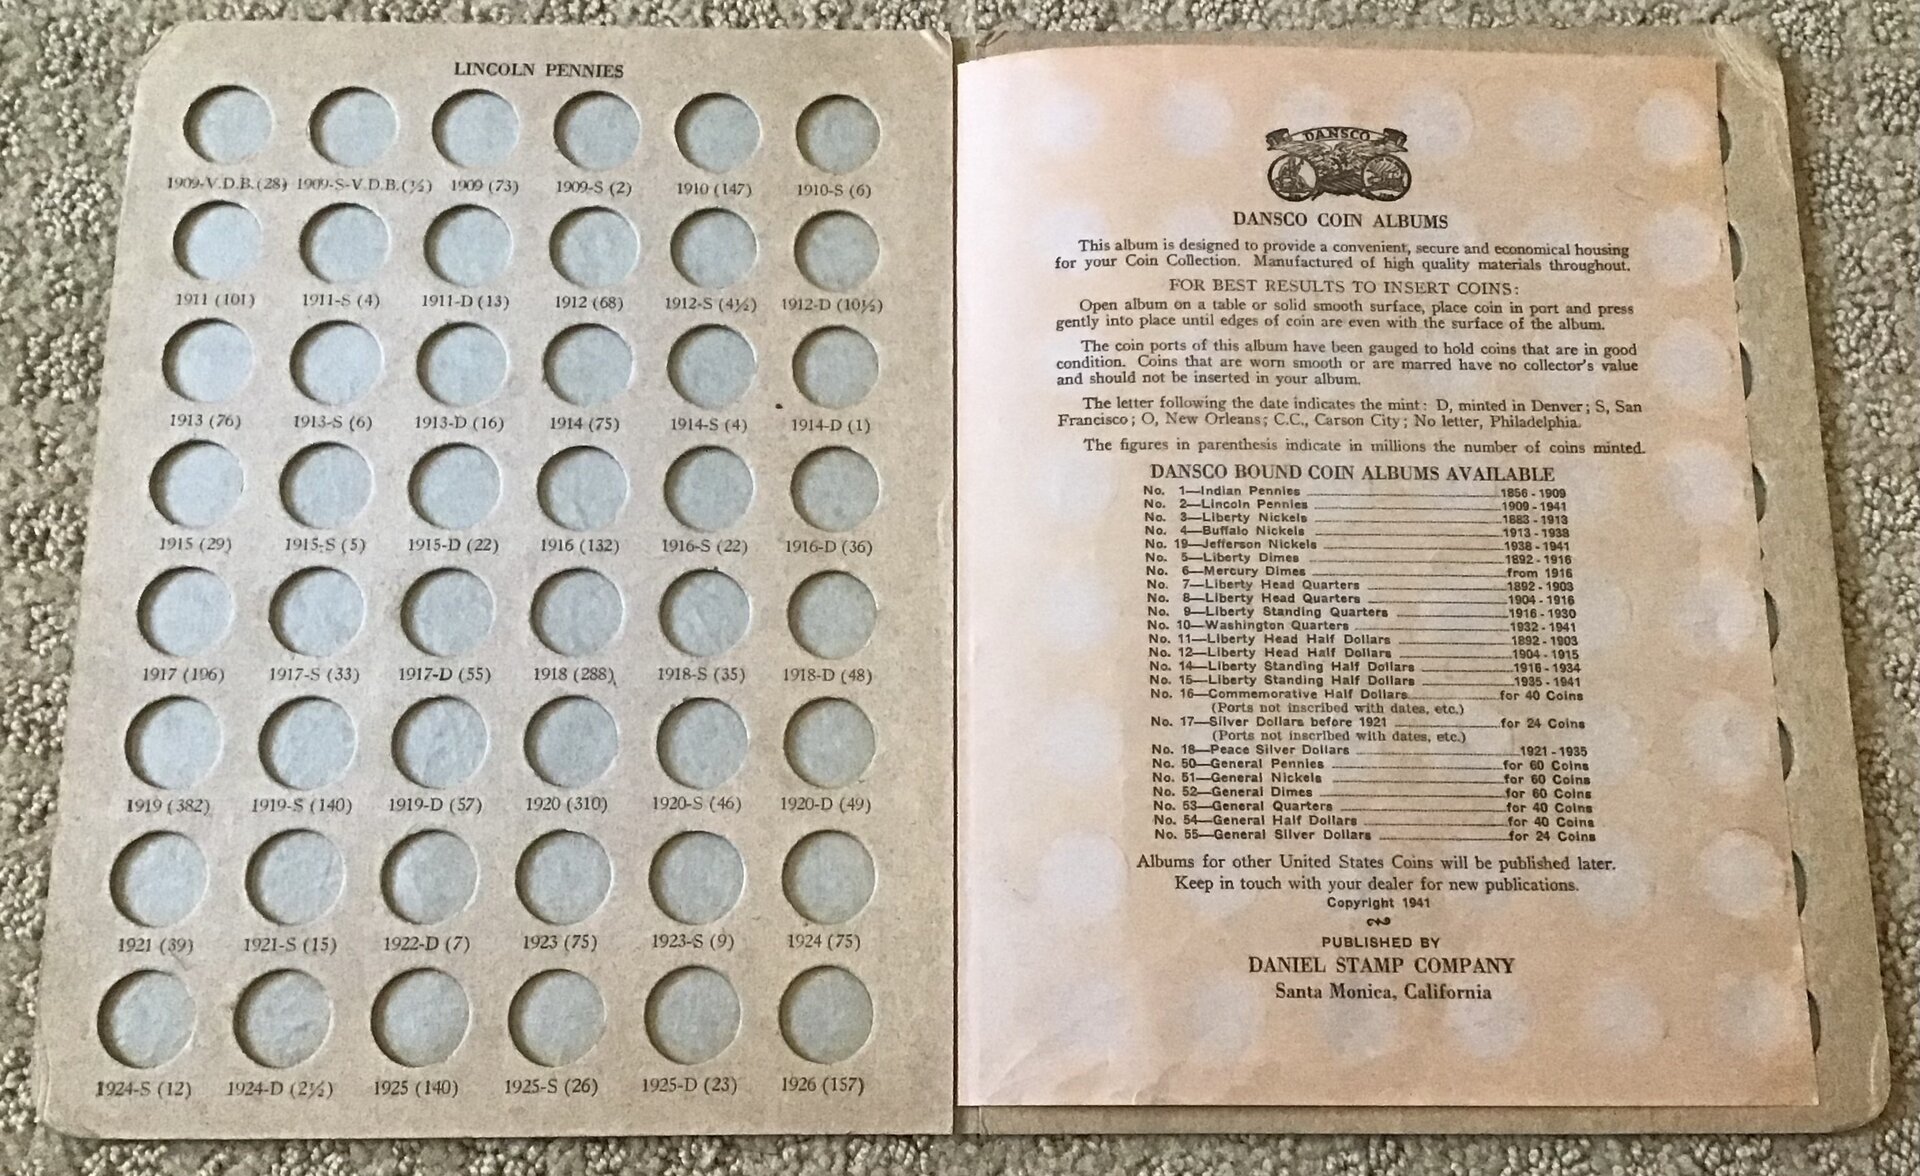 LINCOLN PENNIES
1909-V.D.B. (28) 1909-S-V.D.B. (½) 1909 (73) 1909-S (2) 1910 (147) 1910-S (6)
1911 (101) 1911-S (4) 1911-D (13) 1912 (68) 1912-S (4½) 1912-D (10½)
1913 (76) 1913-S (6) 1913-D (16) 1914 (75) 1914-S (4) 1914-D (1)
1915 (29) 1915-S (5) 1915-D (22) 1916 (132) 1916-S (22) 1916-D (36)
1917 (196) 1917-S (33) 1917-D (55) 1918 (288) 1918-S (35) 1918-D (48)
1919 (382) 1919-S (140) 1919-D (57) 1920 (310) 1920-S (46) 1920-D (49)
1921 (39) 1921-S (15) 1922-D (7) 1923 (75) 1923-S (9) 1924 (75)
1924-S (12) 1924-D (2½) 1925 (140) 1925-S (26) 1925-D (23) 1926 (157)
DANSCO
DANSCO COIN ALBUMS
This album is designed to provide a convenient, secure and economical housing
for your Coin Collection. Manufactured of high quality materials throughout.
FOR BEST RESULTS TO INSERT COINS:
Open album on a table or solid smooth surface, place coin in port and press
gently into place until edges of coin are even with the surface of the album.
The coin ports of this album have been gauged to hold coins that are in good
condition. Coins that are worn smooth or are marred have no collector's value
and should not be inserted in your album.
The letter following the date indicates the mint: D, minted in Denver; S, San
Francisco; O, New Orleans; C.C., Carson City; No letter, Philadelphia.
The figures in parenthesis indicate in millions the number of coins minted.
DANSCO BOUND COIN ALBUMS AVAILABLE
No. 1—Indian Pennies 1856-1909
No. 2—Lincoln Pennies 1909-1941
No. 3—Liberty Nickels 1883-1913
No. 4—Buffalo Nickels 1913-1938
No. 19—Jefferson Nickels 1938-1941
No. 5—Liberty Dimes 1892-1916
No. 6—Mercury Dimes from 1916
No. 7—Liberty Head Quarters 1892-1903
No. 8—Liberty Head Quarters 1904-1916
No. 9—Liberty Standing Quarters 1916-1930
No. 10—Washington Quarters 1932-1941
No. 11—Liberty Head Half Dollars 1892-1903
No. 12—Liberty Head Half Dollars 1904-1915
No. 14—Liberty Standing Half Dollars 1916-1934
No. 15—Liberty Standing Half Dollars 1935-1941
No. 16—Commemorative Half Dollars for 40 Coins
(Ports not inscribed with dates, etc.)
No. 17—Silver Dollars before 1921 for 24 Coins
(Ports not inscribed with dates, etc.)
No. 18—Peace Silver Dollars 1921-1935
No. 50—General Pennies for 60 Coins
No. 51—General Nickels for 60 Coins
No. 52—General Dimes for 60 Coins
No. 53—General Quarters for 40 Coins
No. 54—General Half Dollars for 40 Coins
No. 55—General Silver Dollars for 24 Coins
Albums for other United States Coins will be published later.
Keep in touch with your dealer for new publications.
Copyright 1941
PUBLISHED BY
DANIEL STAMP COMPANY
Santa Monica, California